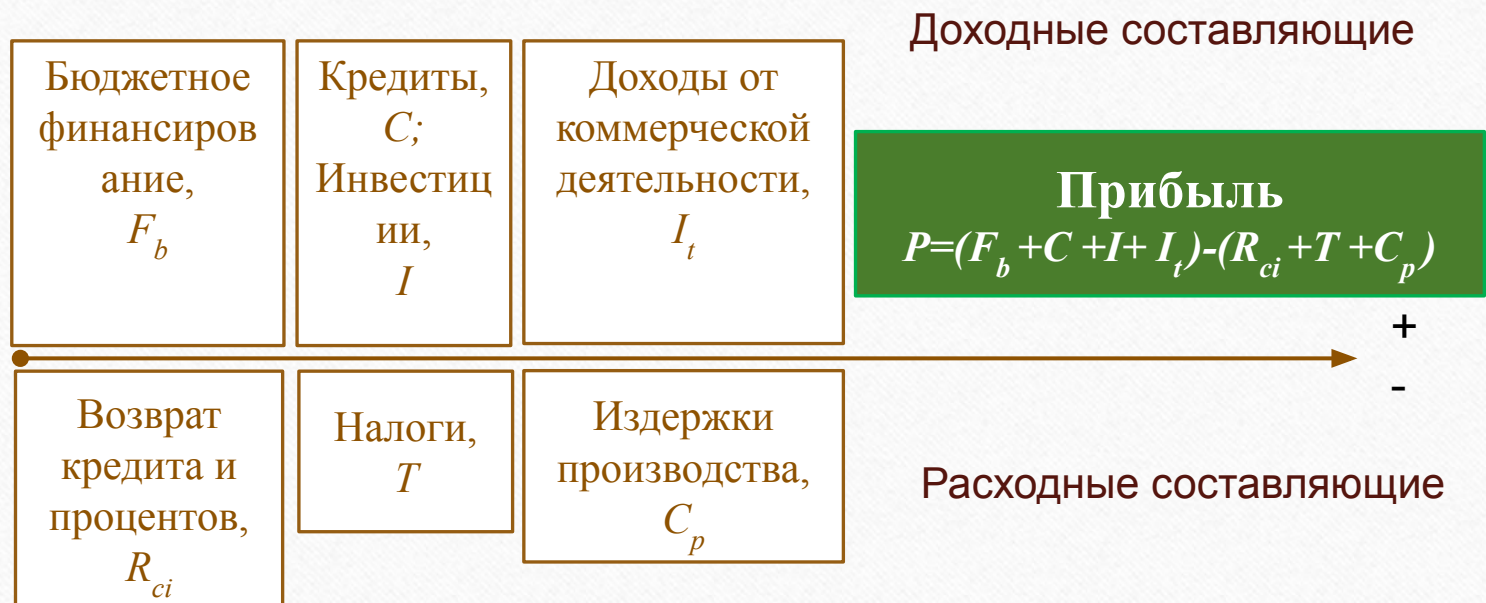 Доходные составляющие
Бюджетное
финансиров
ание,
F_b
Кредиты,
C;
Инвестиц
ии,
I
Доходы от
коммерческой
деятельности,
I_t
Прибыль
P=(F_b +C +I+ I_t)-(R_ci +T +C_p)
+
-
Возврат
кредита и
процентов,
R_ci
Налоги,
T
Издержки
производства,
C_p
Расходные составляющие